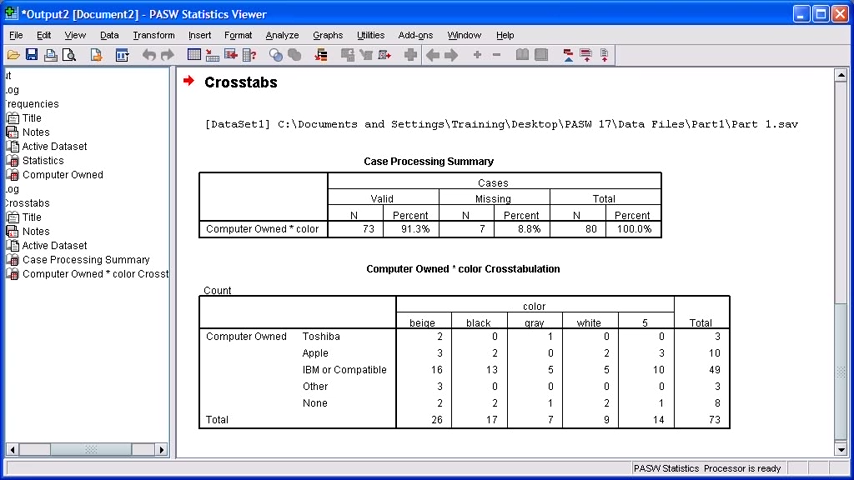 *Output2 [Document2] - PASW Statistics Viewer
File Edit View Data Transform Insert Format Analyze Graphs Utilities Add-ons Window Help
ut
Log
Frequencies
Title
Notes
Active Dataset
Statistics
Computer Owned
Log
Crosstabs
Title
Notes
Active Dataset
Case Processing Summary
Computer Owned * color Crosst
Crosstabs
[DataSet1] C:\Documents and Settings\Training\Desktop\PASW 17\Data Files\Part1\Part 1.sav
Case Processing Summary
Cases
Valid Missing Total
N Percent N Percent N Percent
Computer Owned * color 73 91.3% 7 8.8% 80 100.0%
Computer Owned * color Crosstabulation
Count
color
beige black gray white 5 Total
Computer Owned Toshiba 2 0 1 0 0 3
Apple 3 2 0 2 3 10
IBM or Compatible 16 13 5 5 10 49
Other 3 0 0 0 0 3
None 2 2 1 2 1 8
Total 26 17 7 9 14 73
PASW Statistics Processor is ready